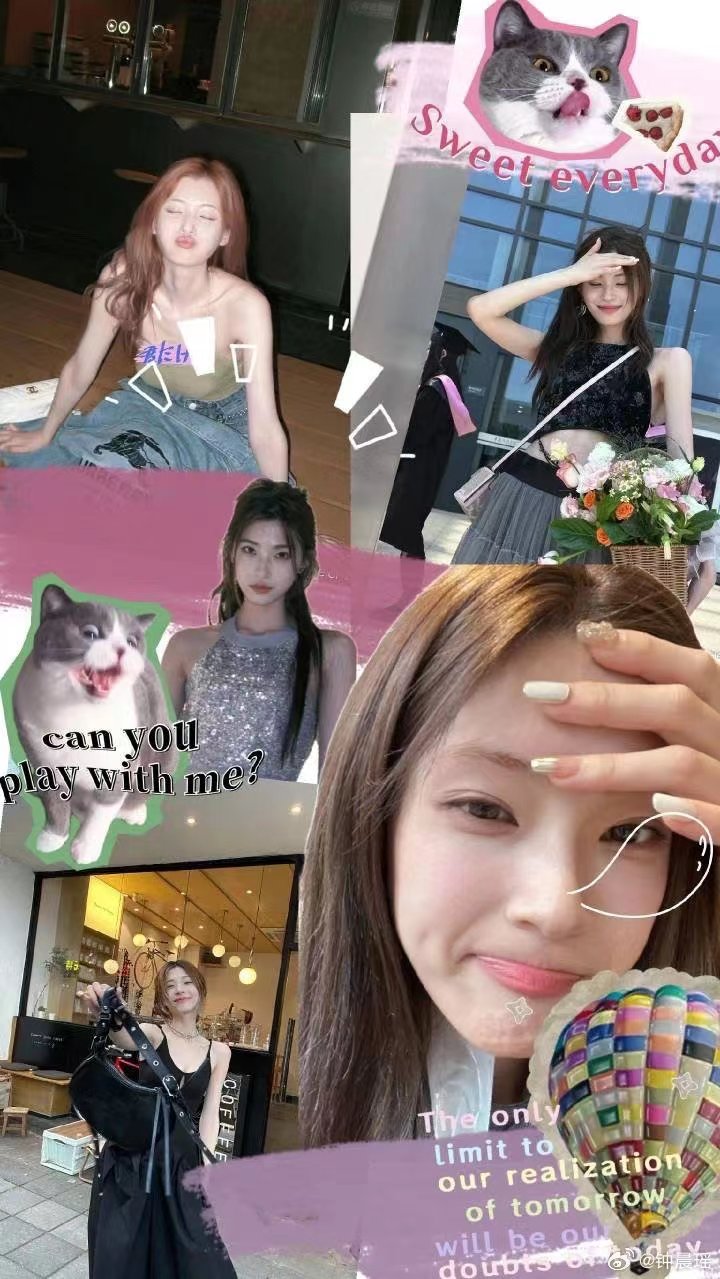 Sweet everyda
can you
play with me?
COFFEE
The only
limit to
our realization
of tomorrow
will be ou
doubts of today
@钟晨瑶